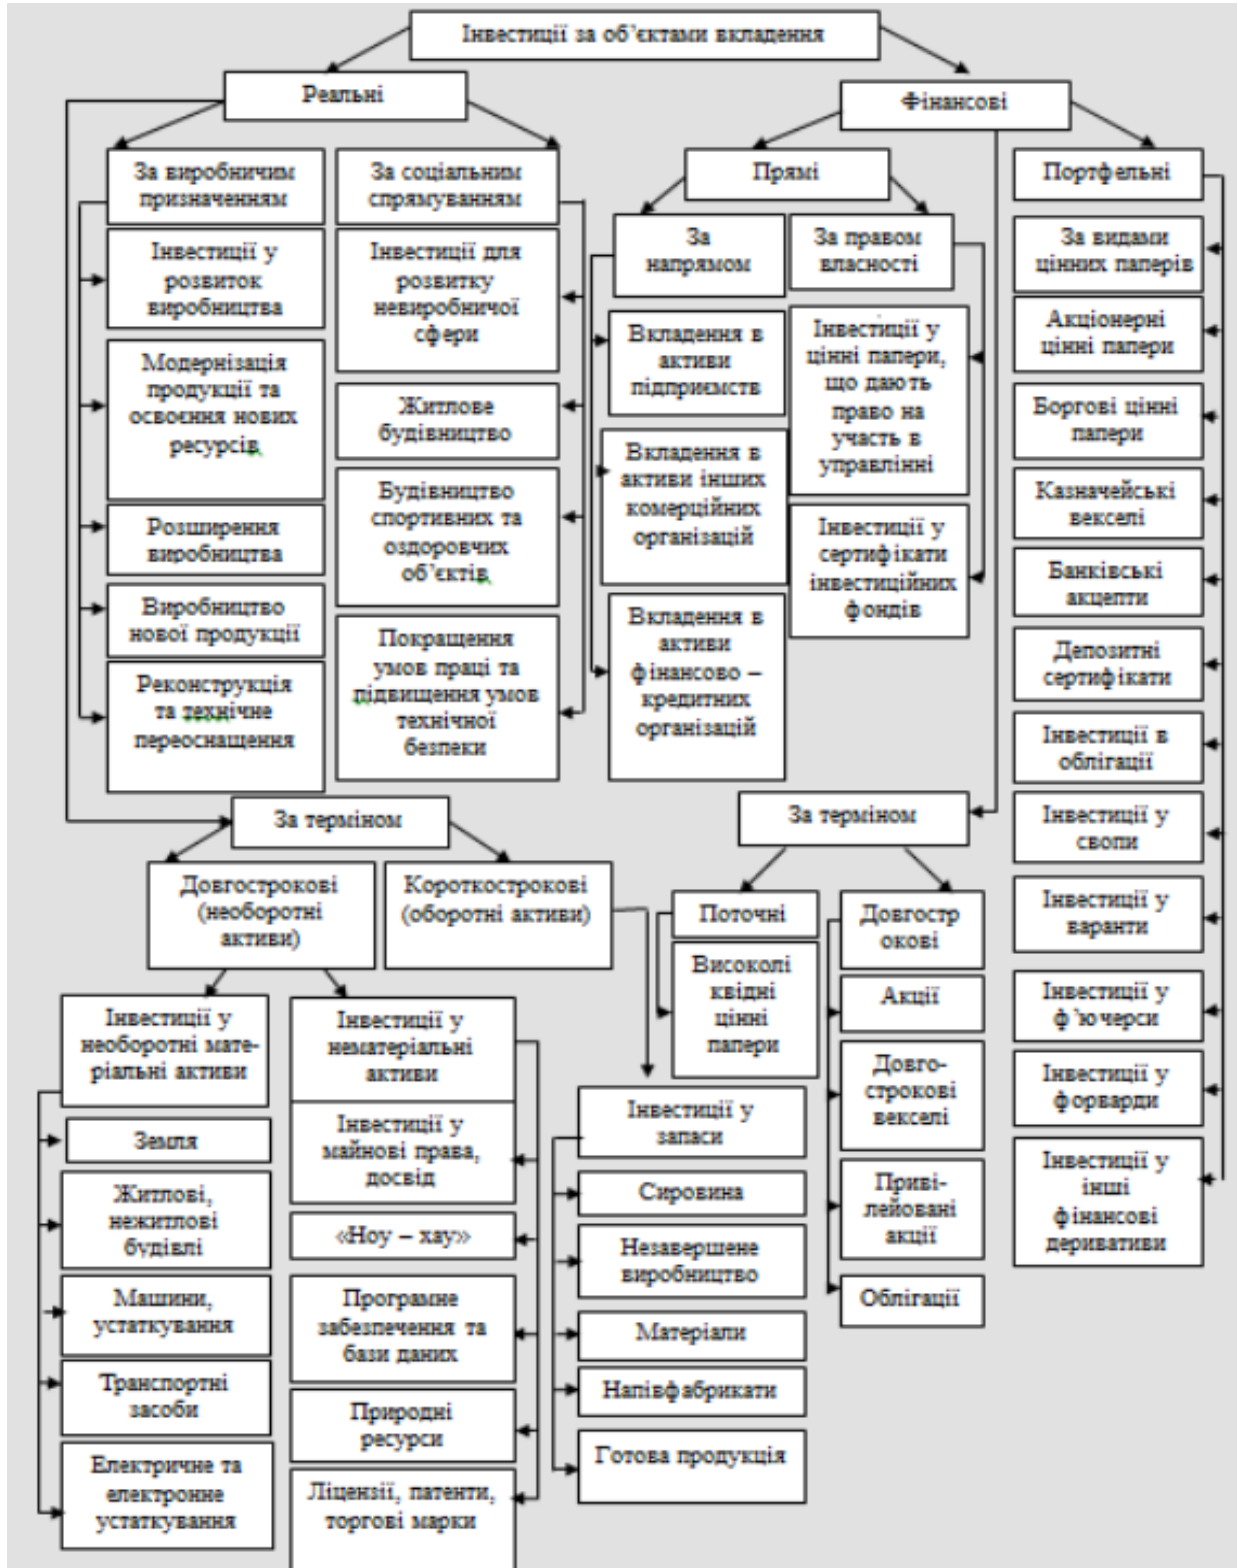 Інвестиції за об’єктами вкладення
Реальні
Фінансові
За виробничим
призначенням
За соціальним
спрямуванням
Прямі
Портфельні
Інвестиції у
розвиток
виробництва
Модернізація
продукції та
освоєння нових
ресурсів
Розширення
виробництва
Виробництво
нової продукції
Реконструкція
та технічне
переоснащення
Інвестиції для
розвитку
невиробничої
сфери
Житлове
будівництво
Будівництво
спортивних та
оздоровчих
об’єктів
Покращення
умов праці та
підвищення умов
технічної
безпеки
За
напрямом
Вкладення в
активи
підприємств
Вкладення в
активи інших
комерційних
організацій
Вкладення в
активи
фінансово –
кредитних
організацій
За правом
власності
Інвестиції у
цінні папери,
що дають
право на
участь в
управлінні
Інвестиції у
сертифікати
інвестиційних
фондів
За видами
цінних паперів
Акціонерні
цінні папери
Боргові цінні
папери
Казначейські
векселі
Банківські
акцепти
Депозитні
сертифікати
Інвестиції в
облігації
Інвестиції у
свопи
Інвестиції у
варанти
Інвестиції у
ф’ючерси
Інвестиції у
форварди
Інвестиції у
інші
фінансові
деривативи
За терміном
Довгострокові
(необоротні
активи)
Короткострокові
(оборотні активи)
Інвестиції у
необоротні мате-
ріальні активи
Земля
Житлові,
нежитлові
будівлі
Машини,
устаткування
Транспортні
засоби
Електричне та
електронне
устаткування
Інвестиції у
нематеріальні
активи
Інвестиції у
майнові права,
досвід
«Ноу – хау»
Програмне
забезпечення та
бази даних
Природні
ресурси
Ліцензії, патенти,
торгові марки
Інвестиції у
запаси
Сировина
Незавершене
виробництво
Матеріали
Напівфабрикати
Готова продукція
За терміном
Поточні
Високолі
квідні
цінні
папери
Довгостр
окові
Акції
Довго-
строкові
векселі
Приві-
лейовані
акції
Облігації